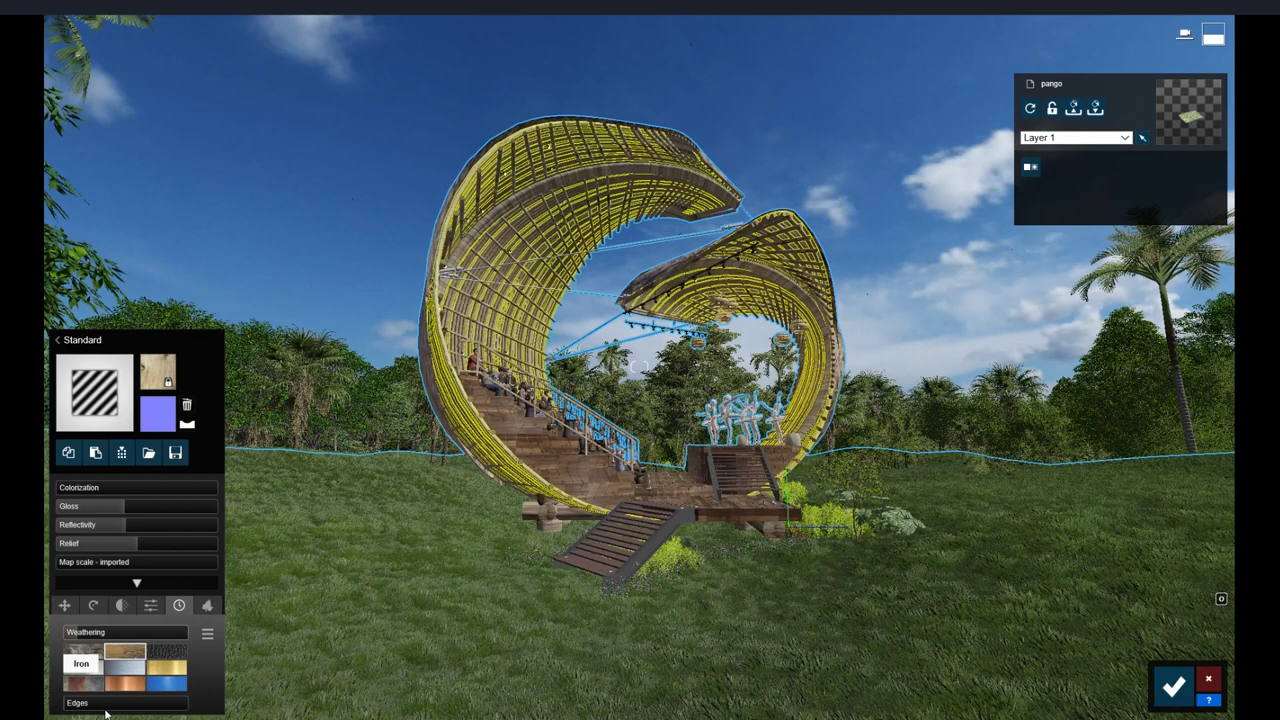 pango
Layer 1
Standard
Colorization
Gloss
Reflectivity
Relief
Map scale - imported
Weathering
Iron
Edges
?